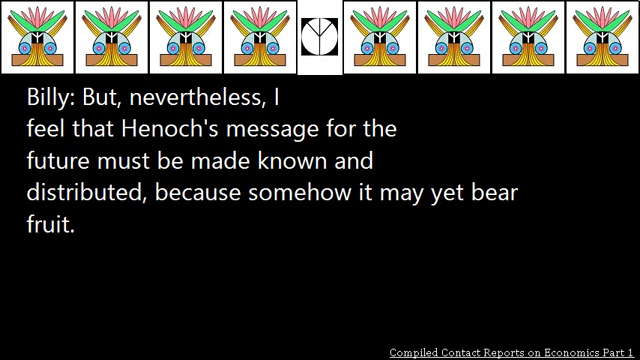 Billy: But, nevertheless, I
feel that Henoch's message for the
future must be made known and
distributed, because somehow it may yet bear
fruit.
Compiled Contact Reports on Economics Part 1